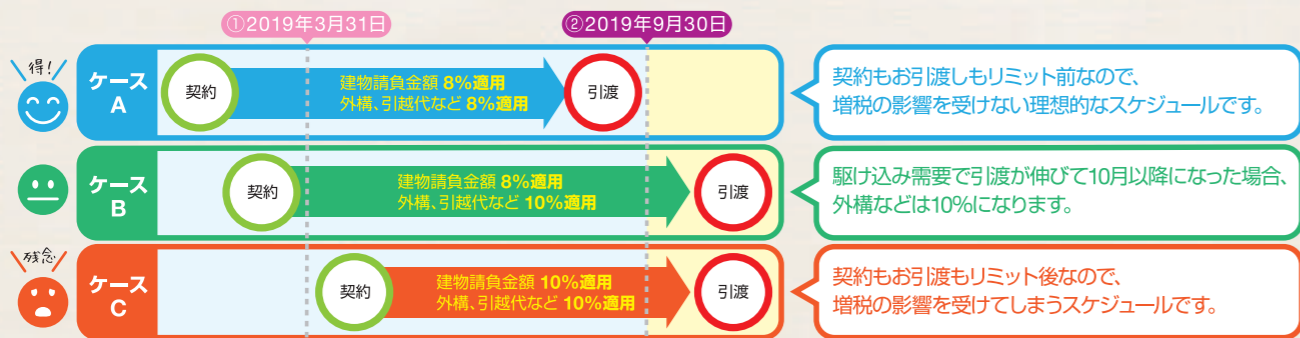 ①2019年3月31日
②2019年9月30日
得!
ケース
A
契約
建物請負金額 8%適用
外構、引越代など 8%適用
引渡
契約もお引渡しもリミット前なので、
増税の影響を受けない理想的なスケジュールです。
ケース
B
契約
建物請負金額 8%適用
外構、引越代など 10%適用
引渡
駆け込み需要で引渡が伸びて10月以降になった場合、
外構などは10%になります。
残念
ケース
C
契約
建物請負金額 10%適用
外構、引越代など 10%適用
引渡
契約もお引渡もリミット後なので、
増税の影響を受けてしまうスケジュールです。